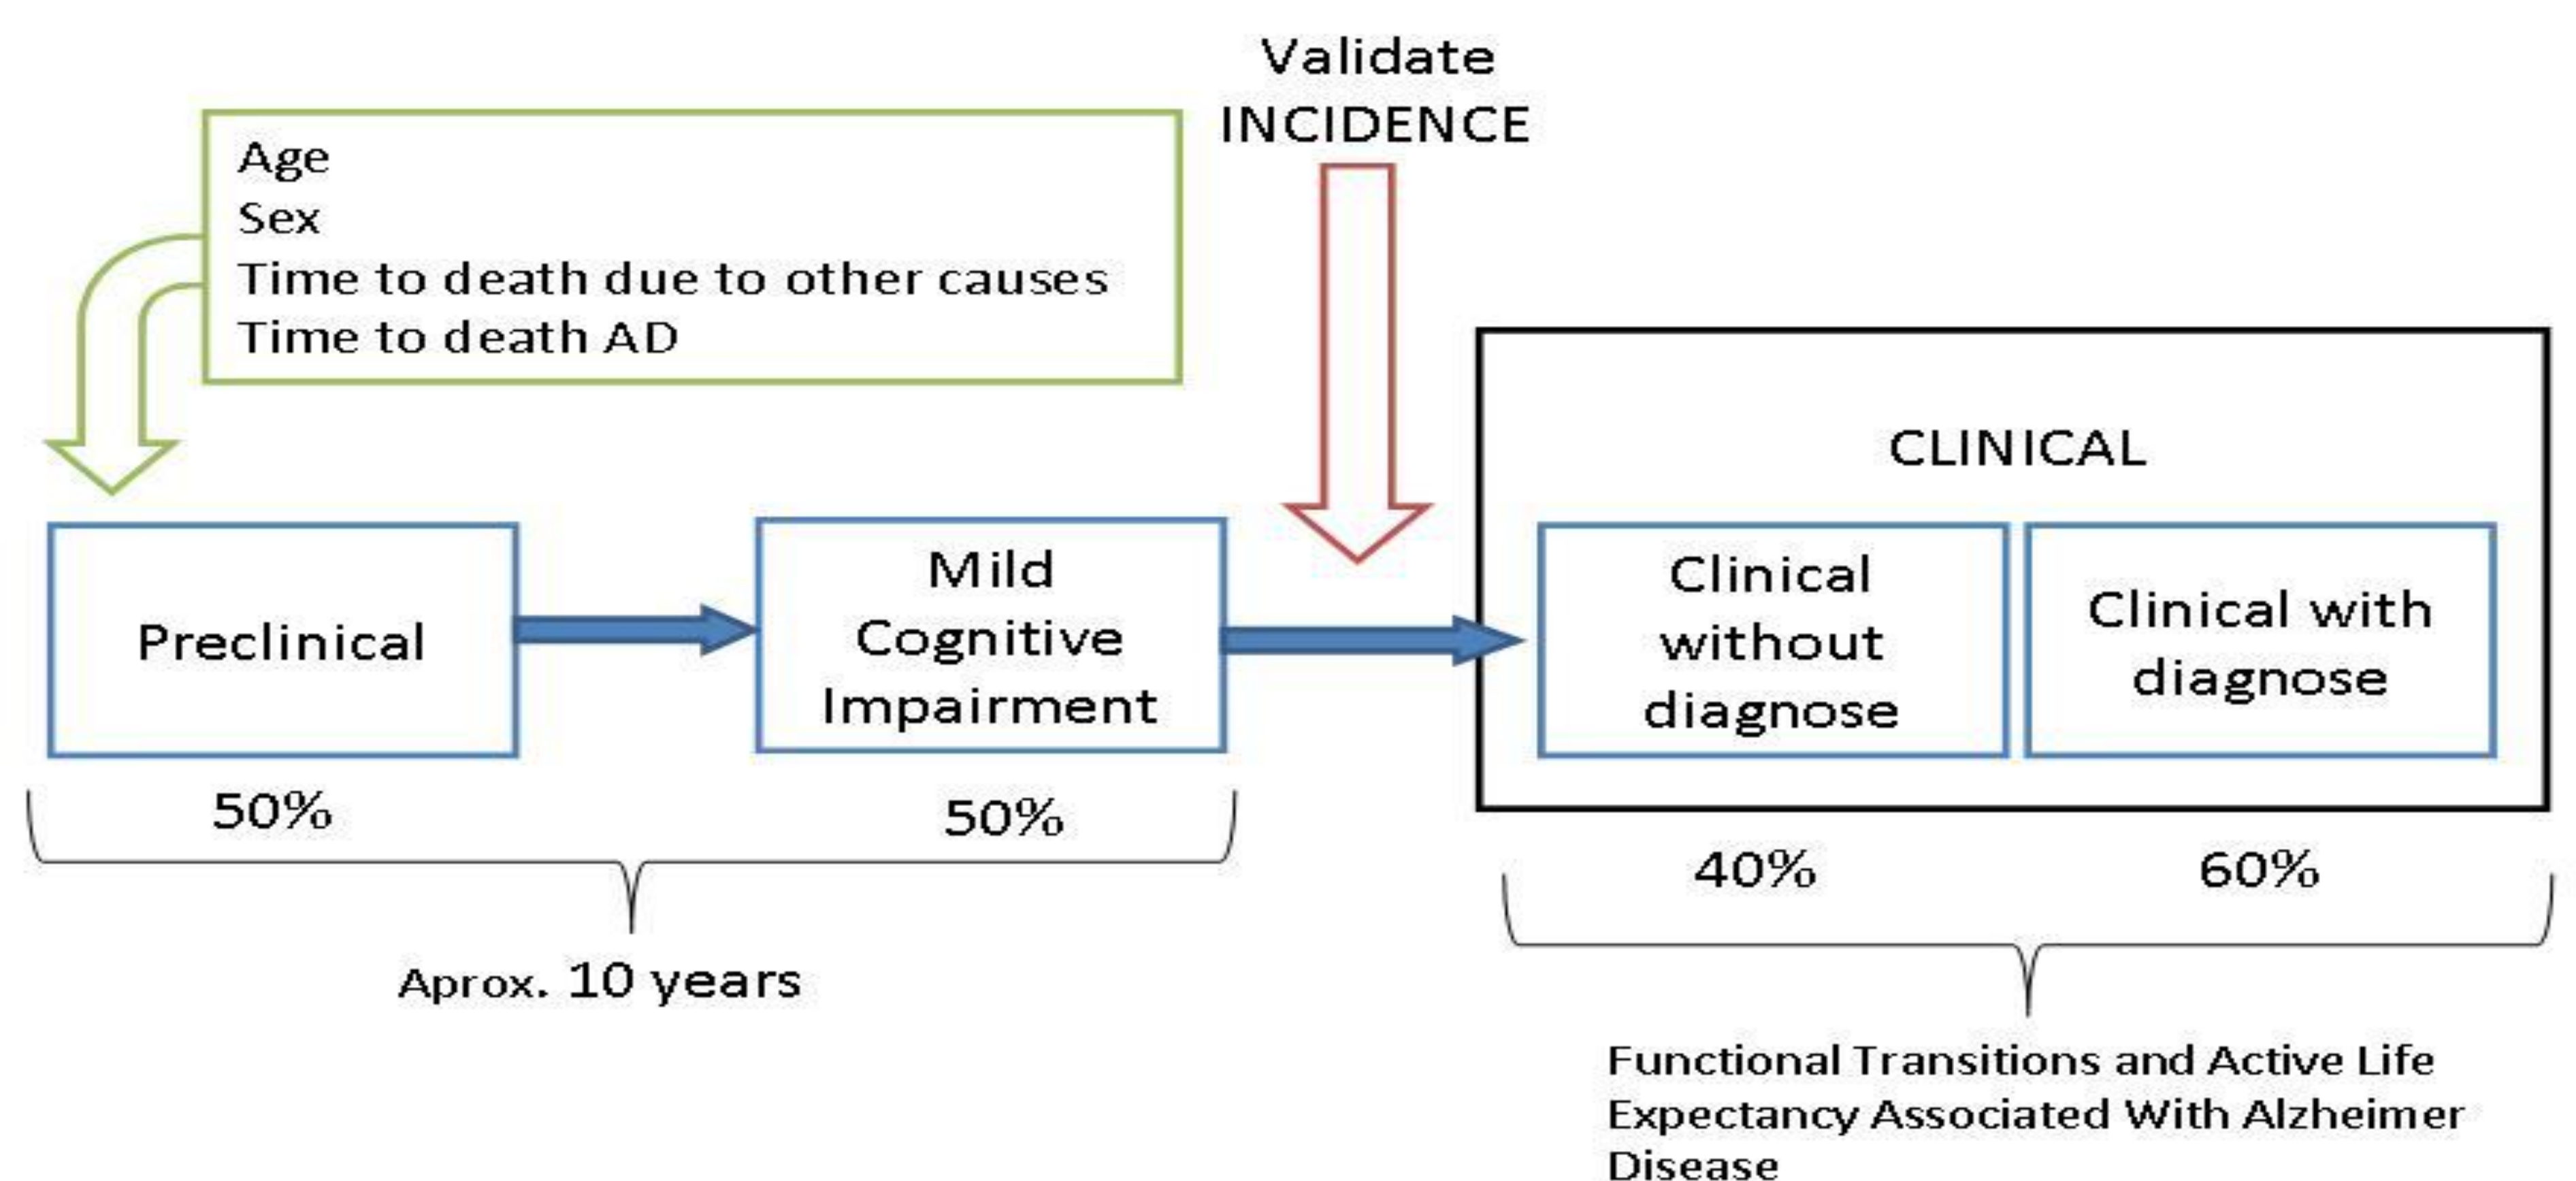 Validate
INCIDENCE
Age
Sex
Time to death due to other causes
Time to death AD
CLINICAL
Preclinical
Mild
Cognitive
Impairment
Clinical
without
diagnose
Clinical with
diagnose
50%
50%
40%
60%
Aprox. 10 years
Functional Transitions and Active Life
Expectancy Associated With Alzheimer
Disease